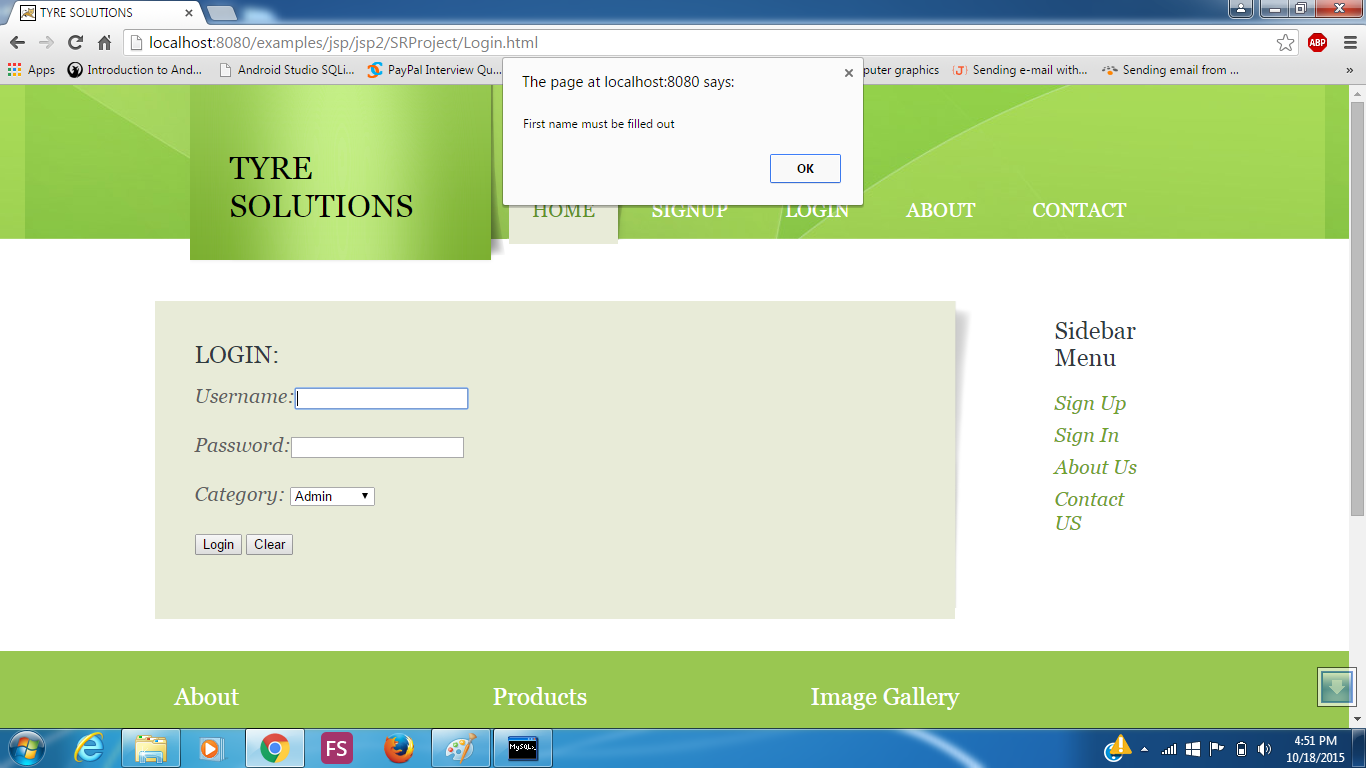 TYRE SOLUTIONS
localhost:8080/examples/jsp/jsp2/SRProject/Login.html
ABP
Apps
Introduction to And...
Android Studio SQLi...
PayPal Interview Qu...
puter graphics
Sending e-mail with...
Sending email from ...
»
The page at localhost:8080 says:
First name must be filled out
OK
TYRE
SOLUTIONS
HOME
SIGNUP
LOGIN
ABOUT
CONTACT
LOGIN:
Username:
Password:
Category:
Admin
Login
Clear
Sidebar
Menu
Sign Up
Sign In
About Us
Contact
US
About
Products
Image Gallery
FS
MySQL
4:51 PM
10/18/2015